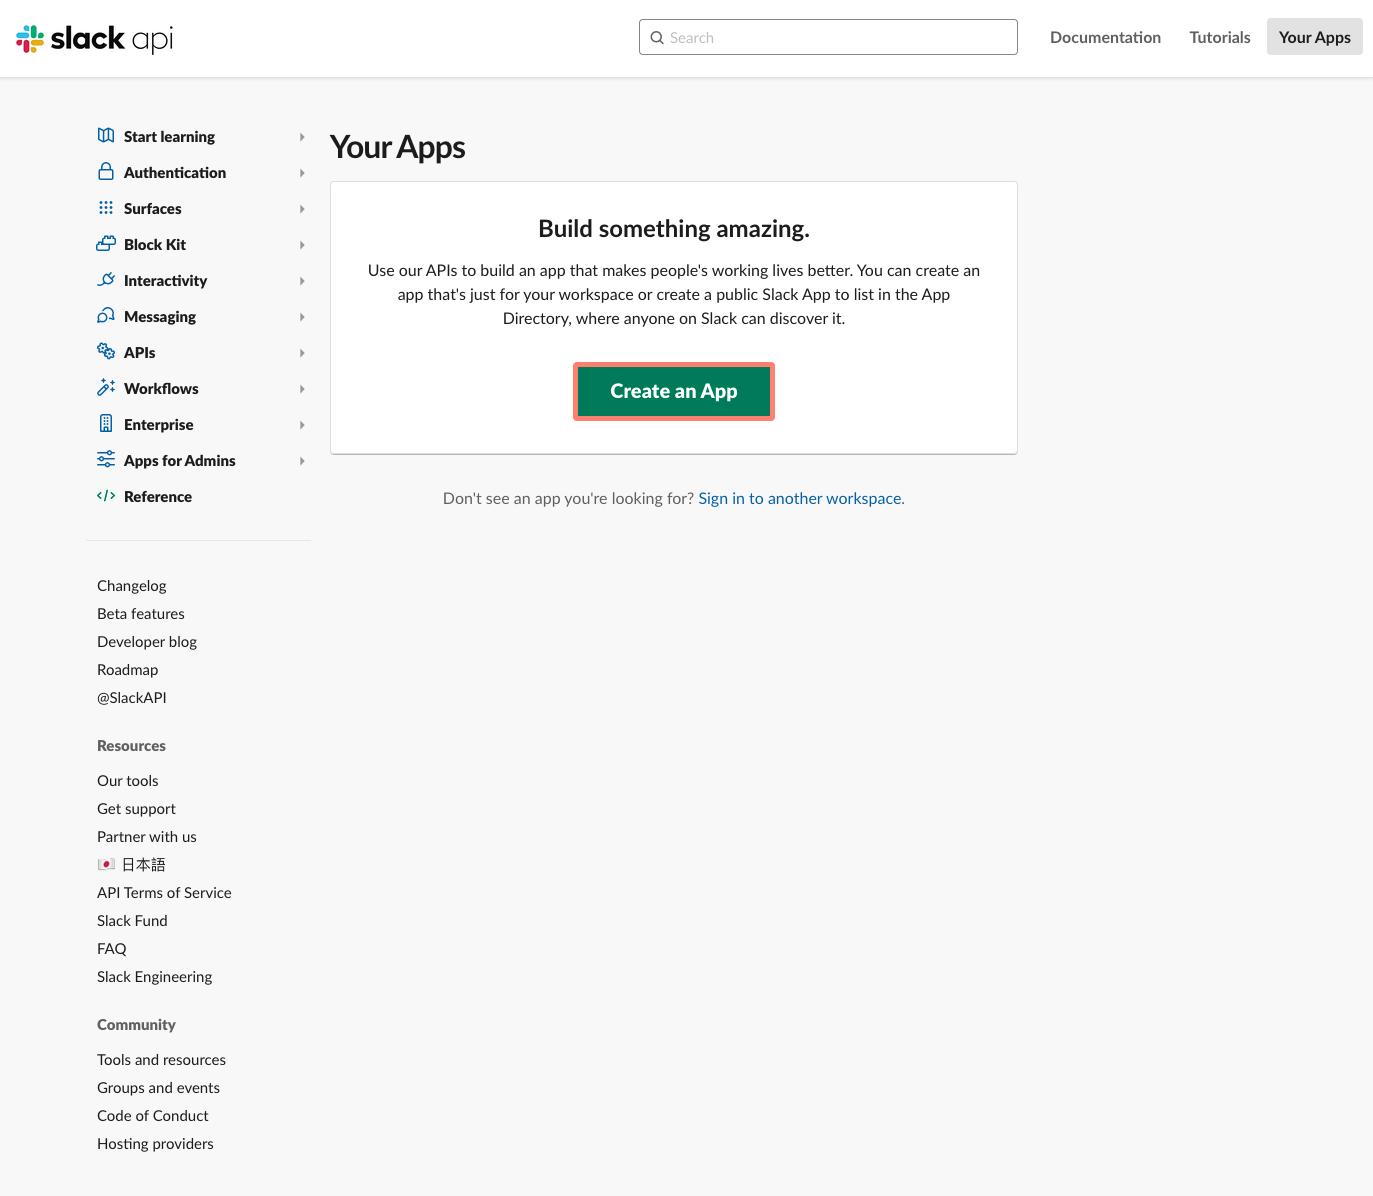 slack api
Search
Documentation
Tutorials
Your Apps
Start learning
Authentication
Surfaces
Block Kit
Interactivity
Messaging
APIs
Workflows
Enterprise
Apps for Admins
Reference
Changelog
Beta features
Developer blog
Roadmap
@SlackAPI
Resources
Our tools
Get support
Partner with us
日本語
API Terms of Service
Slack Fund
FAQ
Slack Engineering
Community
Tools and resources
Groups and events
Code of Conduct
Hosting providers
Your Apps
Build something amazing.
Use our APIs to build an app that makes people's working lives better. You can create an
app that's just for your workspace or create a public Slack App to list in the App
Directory, where anyone on Slack can discover it.
Create an App
Don't see an app you're looking for? Sign in to another workspace.